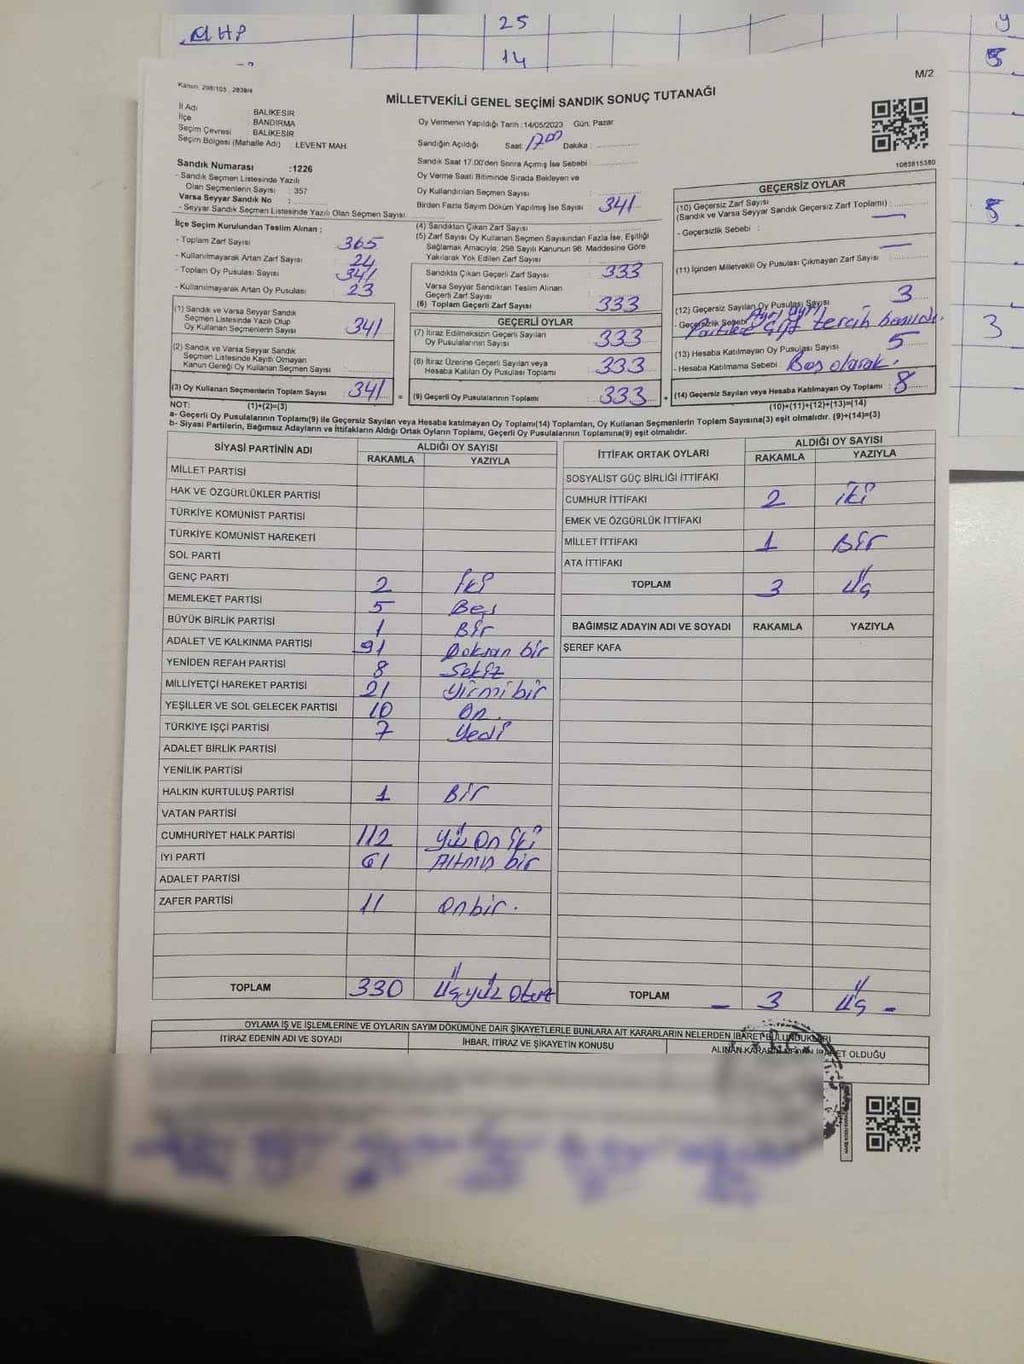 MHP
25
14
5
8
3
M/2
Kanun, 298/105, 2839/4
MİLLETVEKİLİ GENEL SEÇİMİ SANDIK SONUÇ TUTANAĞI
İl Adı BALIKESİR
İlçe BANDIRMA
Seçim Çevresi BALIKESİR
Seçim Bölgesi (Mahalle Adı) : LEVENT MAH.
Sandık Numarası :1226
- Sandık Seçmen Listesinde Yazılı
Olan Seçmenlerin Sayısı : 357
Varsa Seyyar Sandık No :
- Seyyar Seçmen Listesinde Yazılı Olan Seçmen Sayısı
İlçe Seçim Kurulundan Teslim Alınan ;
- Toplam Zarf Sayısı 365
- Kullanılmayarak Artan Zarf Sayısı 24
- Toplam Oy Pusulası Sayısı 341
- Kullanılmayarak Artan Oy Pusulası 23
(1) Sandık ve Varsa Seyyar Sandık
Seçmen Listesinde Yazılı Olup
Oy Kullanan Seçmenlerin Sayısı 341
(2) Sandık ve Varsa Seyyar Sandık
Seçmen Listesinde Kayıtlı Olmayan
Kanun Gereği Oy Kullanan Seçmen Sayısı
(3) Oy Kullanan Seçmenlerin Toplam Sayısı 341 =
Oy Vermenin Yapıldığı Tarih :14/05/2023 Gün: Pazar
Sandığın Açıldığı Saat: 17.00 Dakika :
Sandık Saat 17.00'den Sonra Açılmış İse Sebebi :
Oy Verme Saati Bitiminde Sırada Bekleyen ve
Oy Kullandırılan Seçmen Sayısı :
Birden Fazla Sayım Döküm Yapılmış İse Sayısı : 341
(4) Sandıktan Çıkan Zarf Sayısı :
(5) Zarf Sayısı Oy Kullanan Seçmen Sayısından Fazla İse, Eşitliği
Sağlamak Amacıyla, 298 Sayılı Kanunun 98. Maddesine Göre
Yakılarak Yok Edilen Zarf Sayısı :
Sandıkta Çıkan Geçerli Zarf Sayısı 333
Varsa Seyyar Sandıktan Teslim Alınan
Geçerli Zarf Sayısı
(6) Toplam Geçerli Zarf Sayısı 333
GEÇERLİ OYLAR
(7) İtiraz Edilmeksizin Geçerli Sayılan
Oy Pusulalarının Sayısı 333
(8) İtiraz Üzerine Geçerli Sayılan veya
Hesaba Katılan Oy Pusulası Toplamı 333
(9) Geçerli Oy Pusulalarının Toplamı 333 +
1083815380
GEÇERSİZ OYLAR
(10) Geçersiz Zarf Sayısı
(Sandık ve Varsa Seyyar Sandık Geçersiz Zarf Toplamı) : —
- Geçersizlik Sebebi :
(11) İçinden Milletvekili Oy Pusulası Çıkmayan Zarf Sayısı —
(12) Geçersiz Sayılan Oy Pusulası Sayısı 3
- Geçersizlik Sebebi Ayrı ayrı
Partilere çift tercih basıldı.
(13) Hesaba Katılmayan Oy Pusulası Sayısı 5
- Hesaba Katılmama Sebebi : Boş olarak.
(14) Geçersiz Sayılan veya Hesaba Katılmayan Oy Toplamı : 8
NOT: (1)+(2)=(3) (10)+(11)+(12)+(13)=(14)
a- Geçerli Oy Pusulalarının Toplamı(9) ile Geçersiz Sayılan veya Hesaba katılmayan Oy Toplamı(14) Toplamları, Oy Kullanan Seçmenlerin Toplam Sayısına(3) eşit olmalıdır. (9)+(14)=(3)
b- Siyasi Partilerin, Bağımsız Adayların ve İttifakların Aldığı Ortak Oyların Toplamı, Geçerli Oy Pusulalarının Toplamına(9) eşit olmalıdır.
SİYASİ PARTİNİN ADI ALDIĞI OY SAYISI
RAKAMLA YAZIYLA
MİLLET PARTİSİ
HAK VE ÖZGÜRLÜKLER PARTİSİ
TÜRKİYE KOMÜNİST PARTİSİ
TÜRKİYE KOMÜNİST HAREKETİ
SOL PARTİ
GENÇ PARTİ 2 İki
MEMLEKET PARTİSİ 5 Beş
BÜYÜK BİRLİK PARTİSİ 1 Bir
ADALET VE KALKINMA PARTİSİ 91 Doksan bir
YENİDEN REFAH PARTİSİ 8 Sekiz
MİLLİYETÇİ HAREKET PARTİSİ 21 Yirmi bir
YEŞİLLER VE SOL GELECEK PARTİSİ 10 On.
TÜRKİYE İŞÇİ PARTİSİ 7 Yedi
ADALET BİRLİK PARTİSİ
YENİLİK PARTİSİ
HALKIN KURTULUŞ PARTİSİ 1 Bir
VATAN PARTİSİ
CUMHURİYET HALK PARTİSİ 112 Yüz On İki
İYİ PARTİ 61 Altmış bir
ADALET PARTİSİ
ZAFER PARTİSİ 11 Onbir.
TOPLAM 330 Üçyüz Otuz
İTTİFAK ORTAK OYLARI ALDIĞI OY SAYISI
RAKAMLA YAZIYLA
SOSYALİST GÜÇ BİRLİĞİ İTTİFAKI
CUMHUR İTTİFAKI 2 İki
EMEK VE ÖZGÜRLÜK İTTİFAKI
MİLLET İTTİFAKI 1 Bir
ATA İTTİFAKI
TOPLAM 3 Üç
BAĞIMSIZ ADAYIN ADI VE SOYADI RAKAMLA YAZIYLA
ŞEREF KAFA
TOPLAM — 3 Üç -
OYLAMA İŞ VE İŞLEMLERİNE VE OYLARIN SAYIM DÖKÜMÜNE DAİR ŞİKAYETLERLE BUNLARA AİT KARARLARIN NELERDEN İBARET BULUNDUKLARI
İTİRAZ EDENİN ADI VE SOYADI İHBAR, İTİRAZ VE ŞİKAYETİN KONUSU ALINAN KARARIN NEDEN İBARET OLDUĞU